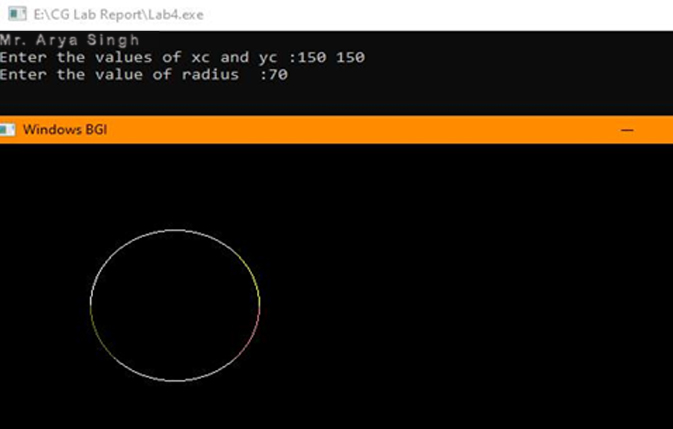 E:\CG Lab Report\Lab4.exe
Mr. Arya Singh
Enter the values of xc and yc :150 150
Enter the value of radius  :70
Windows BGI